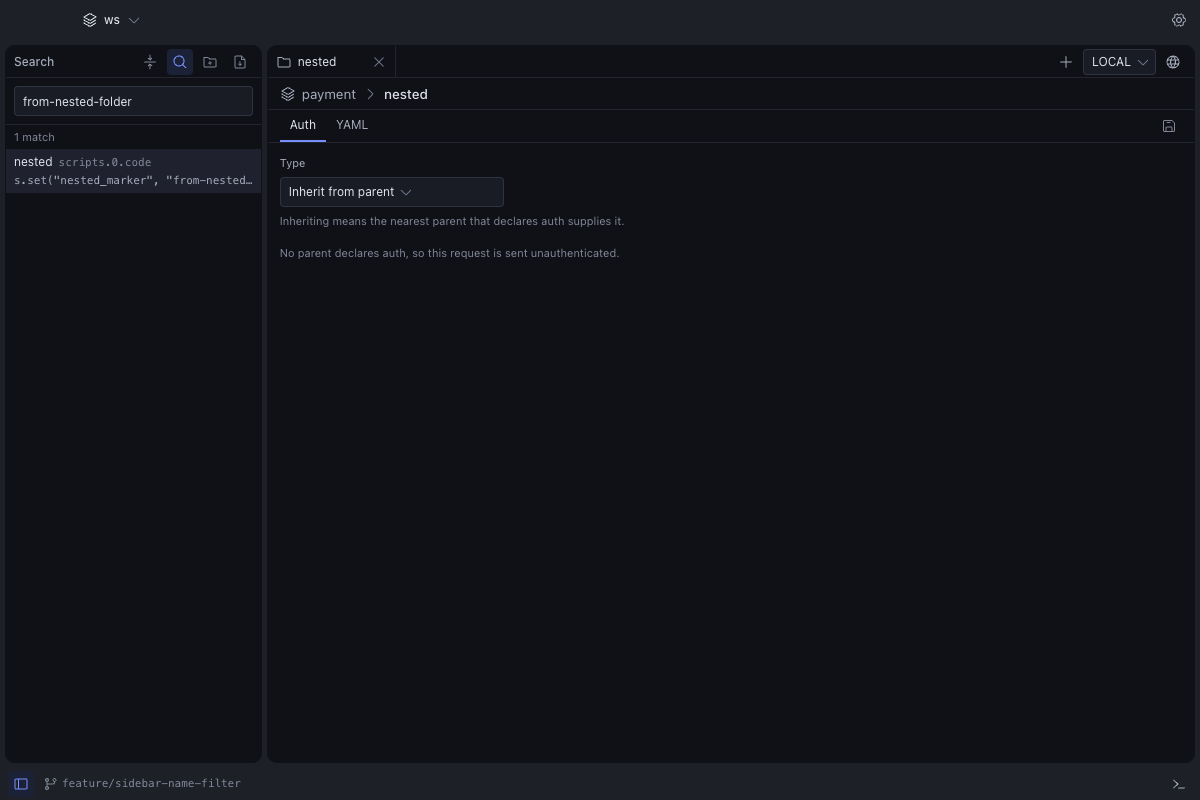 ws
Search
nested
LOCAL
from-nested-folder
payment > nested
1 match
Auth YAML
nested scripts.0.code
s.set("nested_marker", "from-nested…
Type
Inherit from parent
Inheriting means the nearest parent that declares auth supplies it.
No parent declares auth, so this request is sent unauthenticated.
feature/sidebar-name-filter